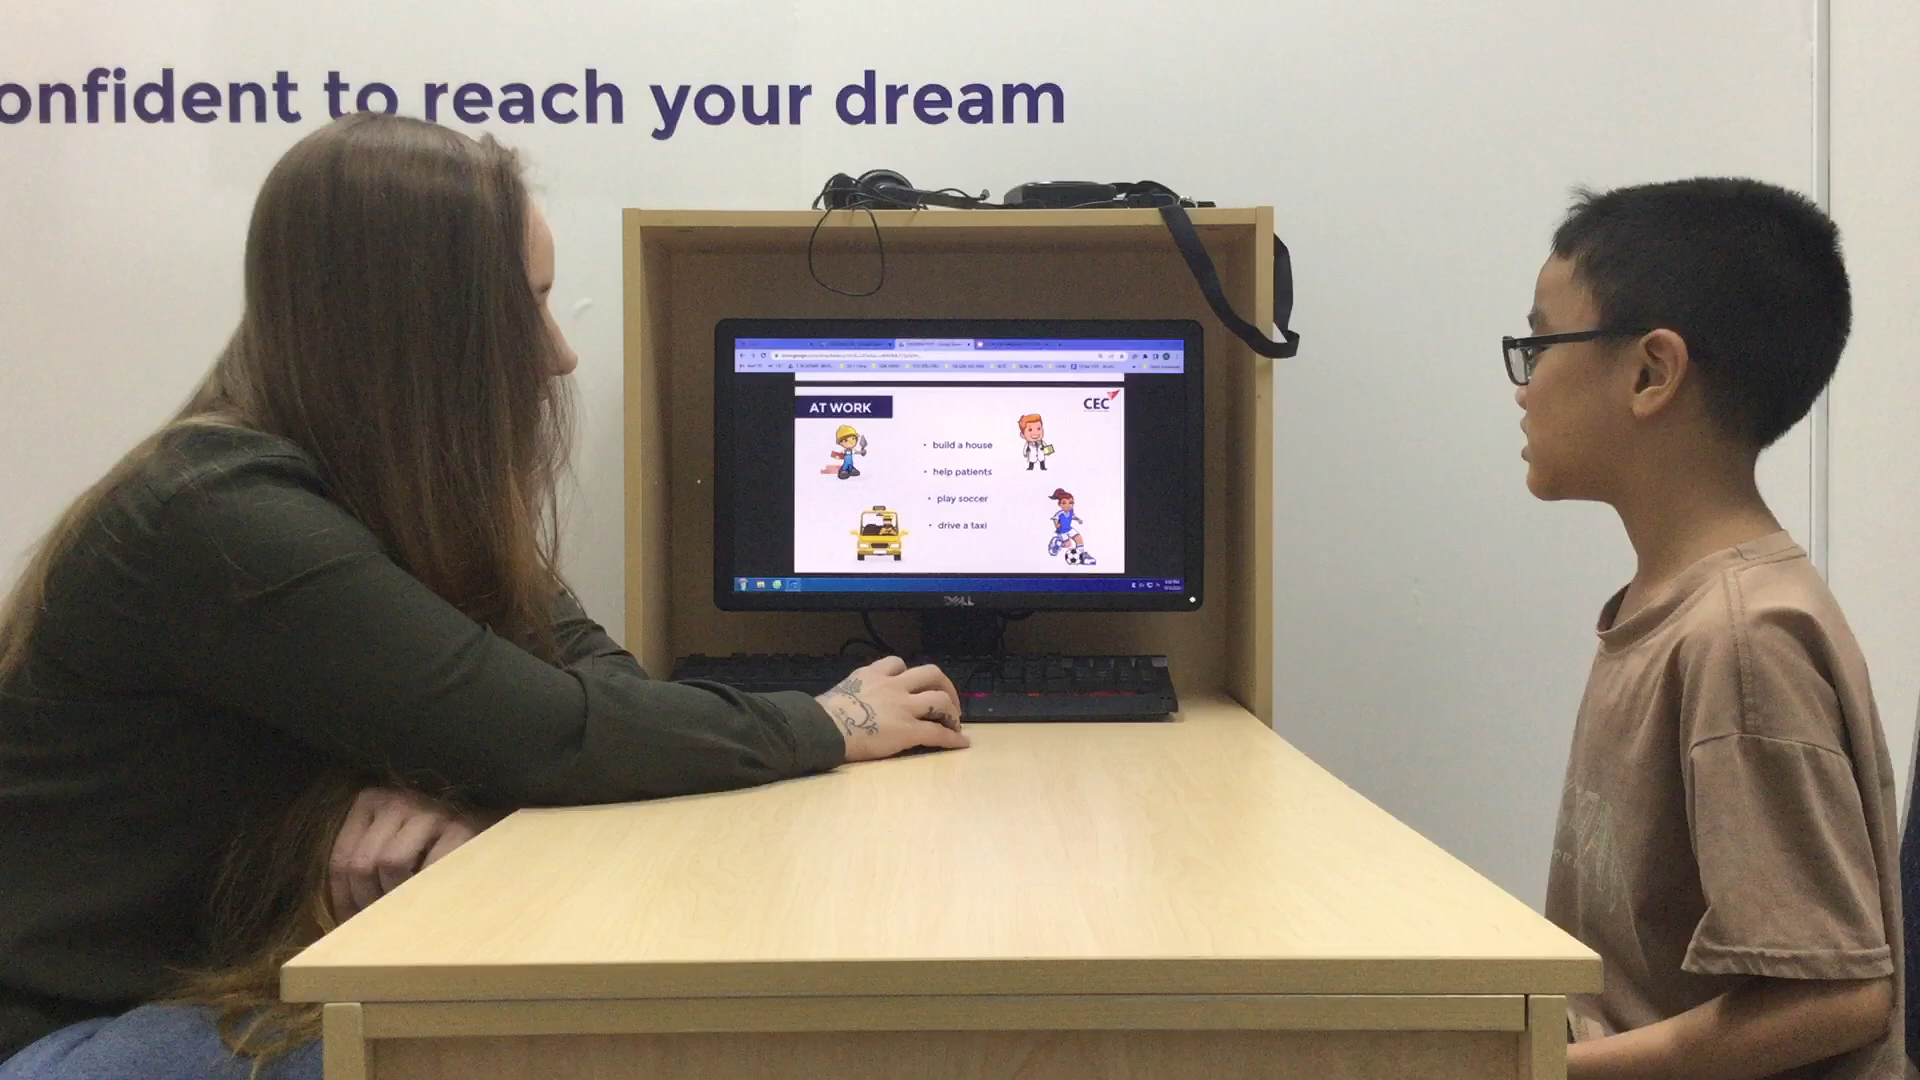 onfident to reach your dream
AT WORK
CEC
• build a house
• help patients
• play soccer
• drive a taxi
DELL